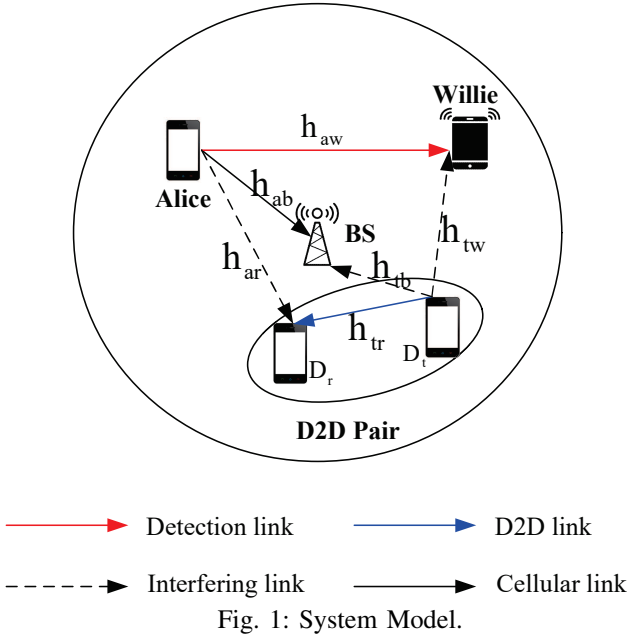 Willie
h_aw
Alice
h_ab
BS
h_tw
h_ar
h_tb
h_tr
D_r
D_t
D2D Pair
Detection link
D2D link
Interfering link
Cellular link
Fig. 1: System Model.